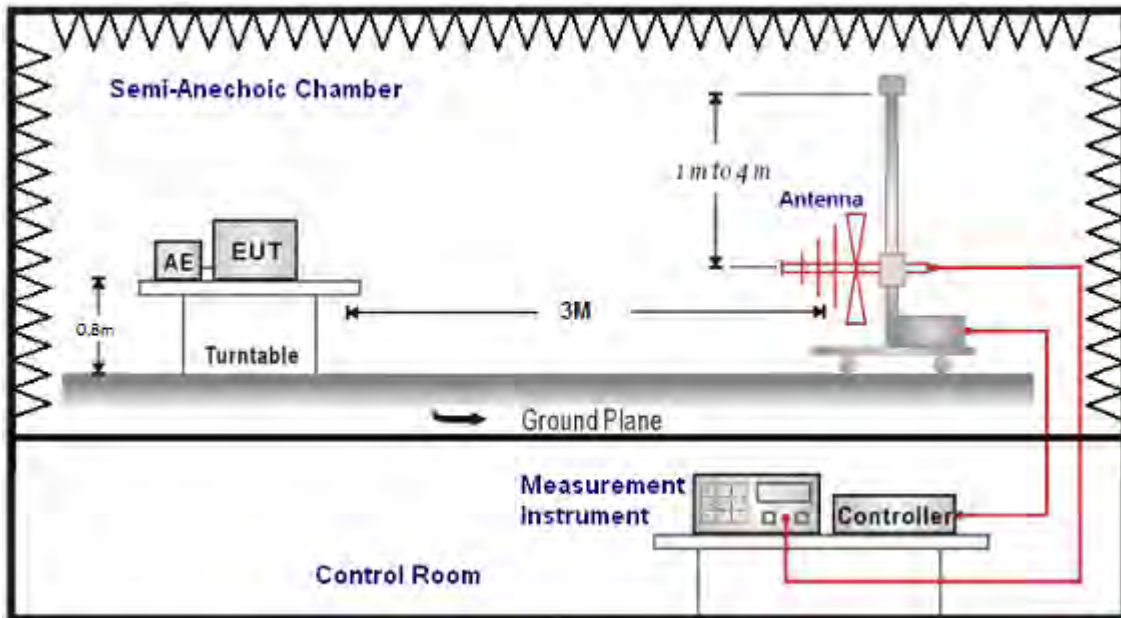 Semi-Anechoic Chamber
1 m to 4 m
Antenna
AE
EUT
3M
0.8m
Turntable
Ground Plane
Measurement
Instrument
Controller
Control Room